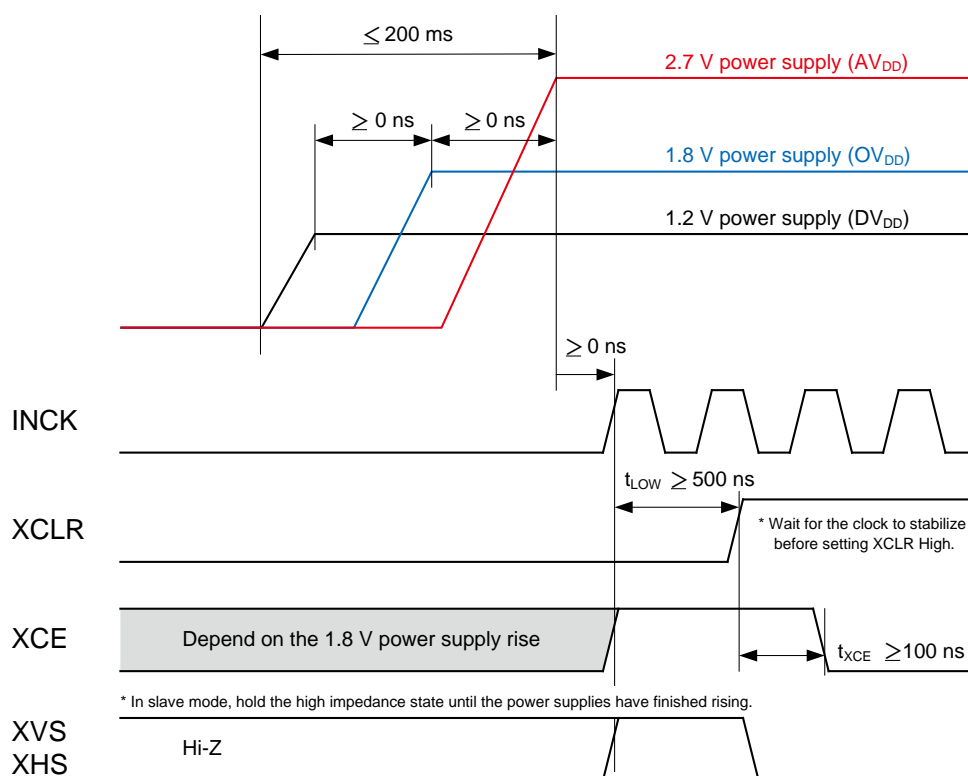 ≤ 200 ms
2.7 V power supply (AVDD)
≥ 0 ns
≥ 0 ns
1.8 V power supply (OVDD)
1.2 V power supply (DVDD)
≥ 0 ns
INCK
tLOW ≥ 500 ns
XCLR
* Wait for the clock to stabilize
before setting XCLR High.
XCE
Depend on the 1.8 V power supply rise
tXCE ≥100 ns
* In slave mode, hold the high impedance state until the power supplies have finished rising.
XVS
XHS
Hi-Z